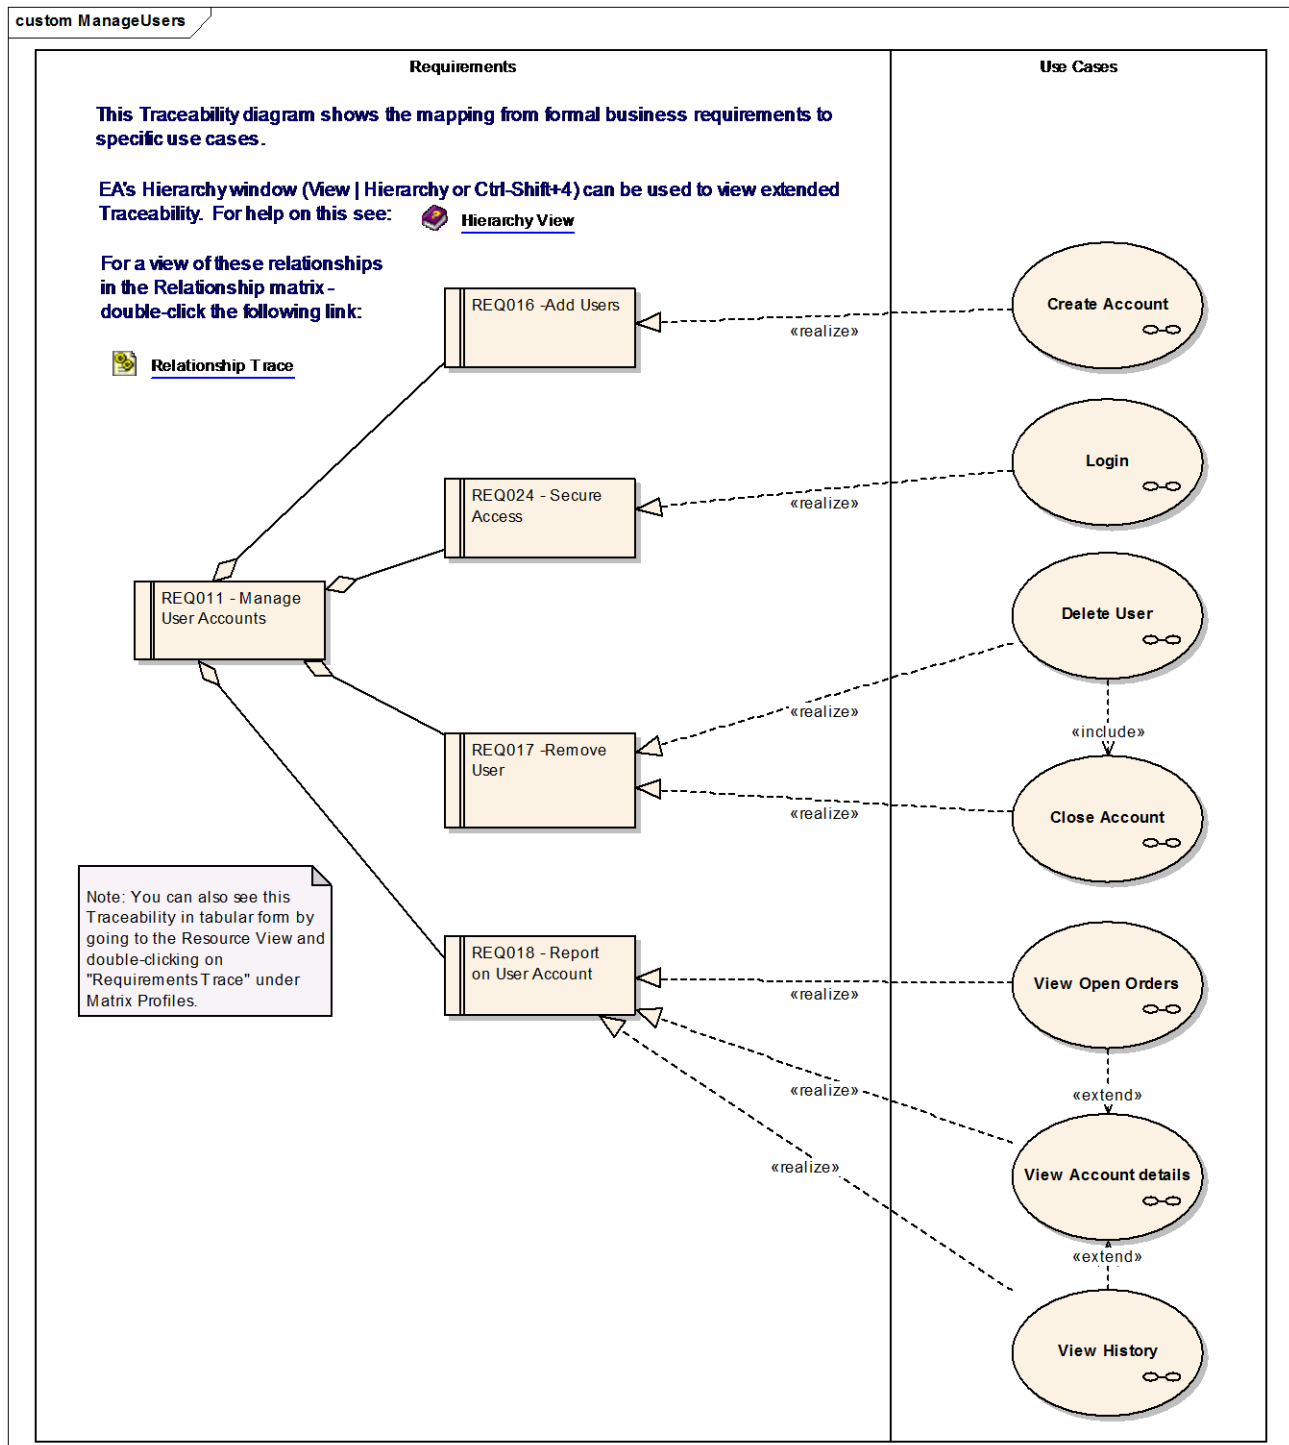 custom ManageUsers
Requirements
Use Cases
This Traceability diagram shows the mapping from formal business requirements to
specific use cases.
EA's Hierarchy window (View | Hierarchy or Ctrl-Shift+4) can be used to view extended
Traceability. For help on this see:
Hierarchy View
For a view of these relationships
in the Relationship matrix -
double-click the following link:
Relationship Trace
REQ016 -Add Users
«realize»
Create Account
REQ024 - Secure
Access
«realize»
Login
REQ011 - Manage
User Accounts
Delete User
«realize»
«include»
REQ017 -Remove
User
«realize»
Close Account
Note: You can also see this
Traceability in tabular form by
going to the Resource View and
double-clicking on
"Requirements Trace" under
Matrix Profiles.
REQ018 - Report
on User Account
«realize»
View Open Orders
«realize»
«extend»
«realize»
View Account details
«extend»
View History